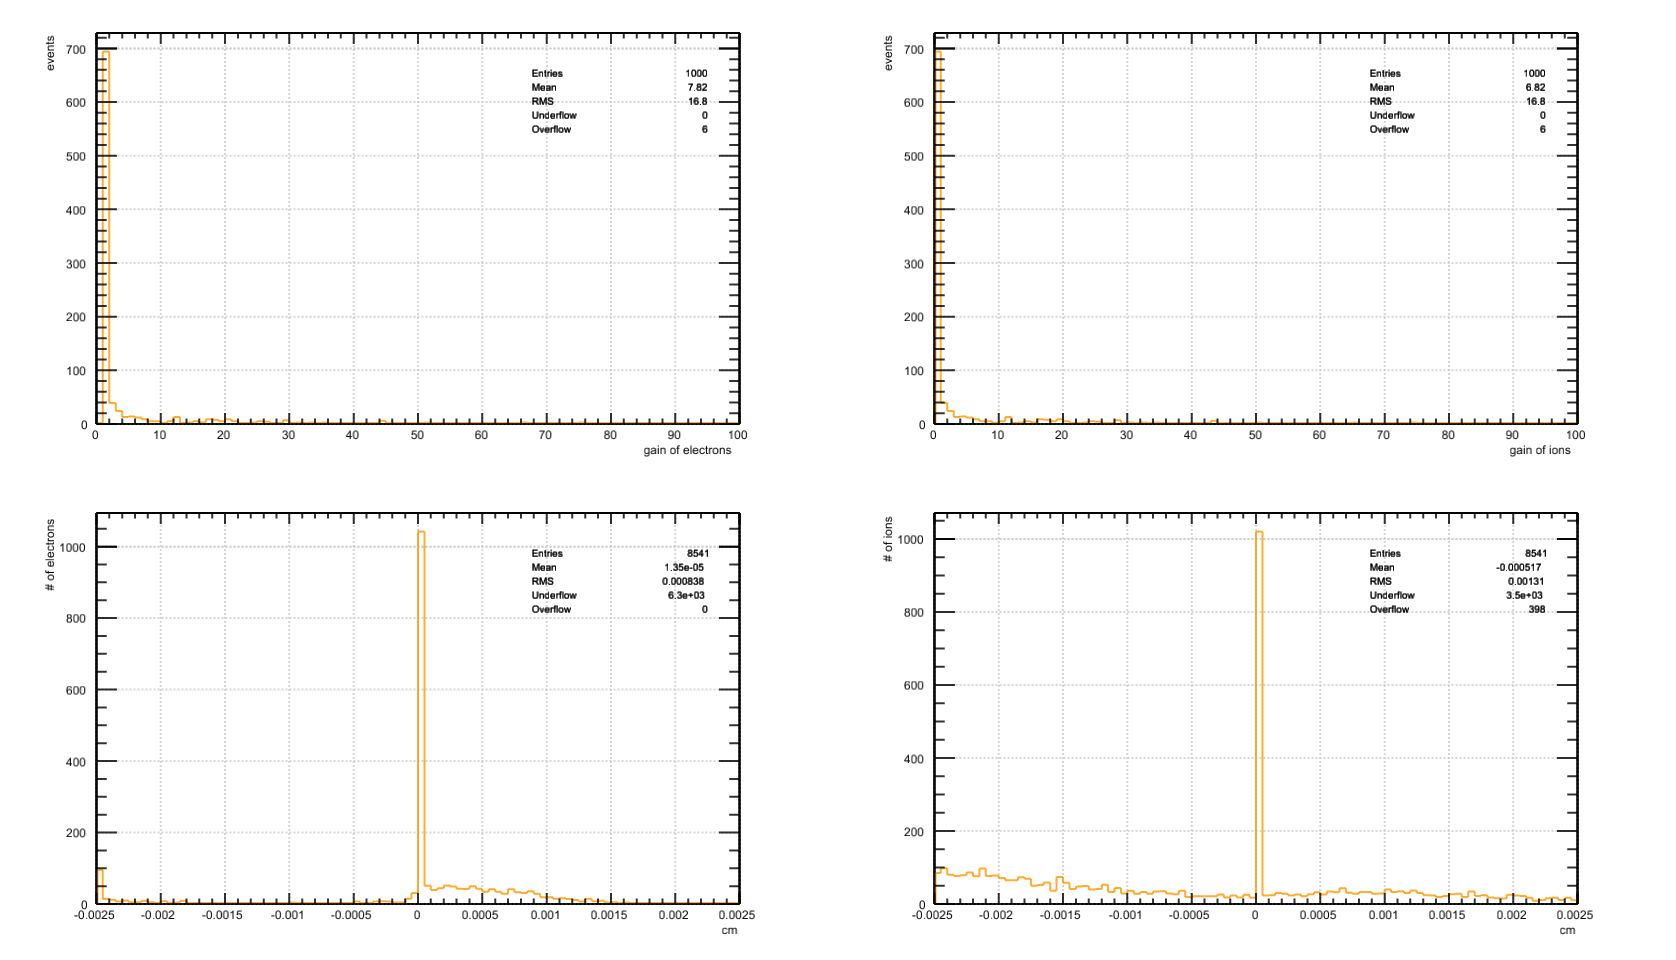 events
700
600
500
400
300
200
100
0
Entries 1000
Mean 7.82
RMS 16.8
Underflow 0
Overflow 6
0 10 20 30 40 50 60 70 80 90 100
gain of electrons
events
700
600
500
400
300
200
100
0
Entries 1000
Mean 6.82
RMS 16.8
Underflow 0
Overflow 6
0 10 20 30 40 50 60 70 80 90 100
gain of ions
# of electrons
1000
800
600
400
200
0
Entries 8541
Mean 1.35e-05
RMS 0.000838
Underflow 6.3e+03
Overflow 0
-0.0025 -0.002 -0.0015 -0.001 -0.0005 0 0.0005 0.001 0.0015 0.002 0.0025
cm
# of ions
1000
800
600
400
200
0
Entries 8541
Mean -0.000517
RMS 0.00131
Underflow 3.5e+03
Overflow 398
-0.0025 -0.002 -0.0015 -0.001 -0.0005 0 0.0005 0.001 0.0015 0.002 0.0025
cm